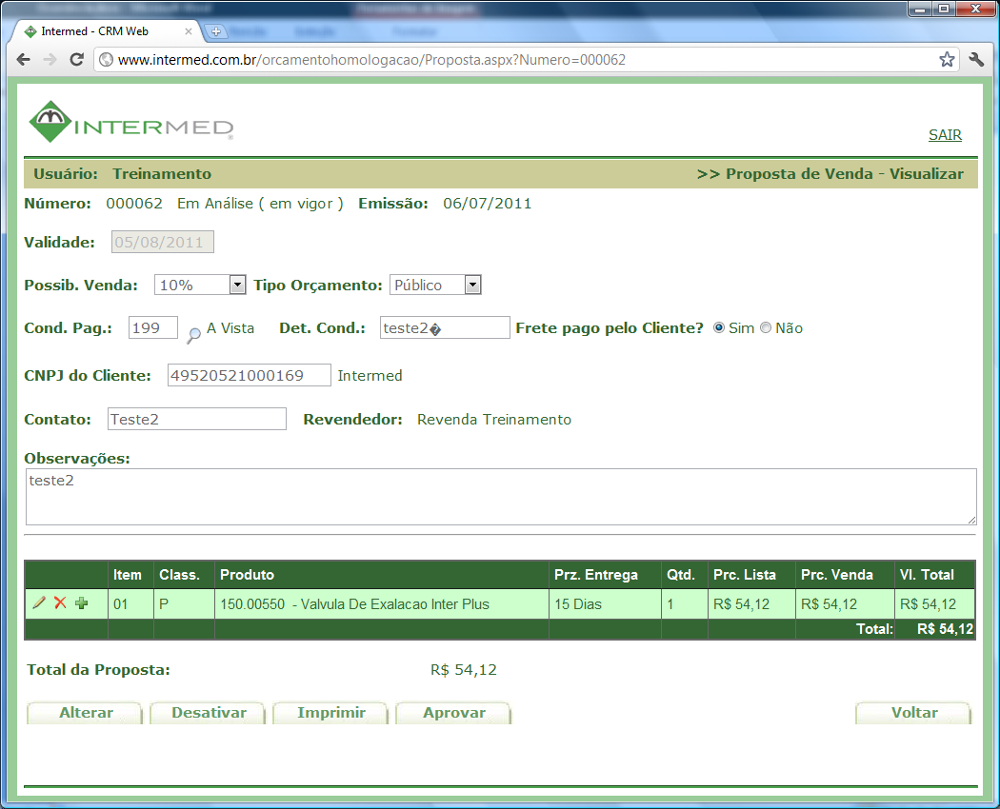 Intermed - CRM Web
www.intermed.com.br/orcamentohomologacao/Proposta.aspx?Numero=000062
INTERMED
SAIR
Usuário: Treinamento >> Proposta de Venda - Visualizar
Número: 000062 Em Análise ( em vigor ) Emissão: 06/07/2011
Validade: 05/08/2011
Possib. Venda: 10% Tipo Orçamento: Público
Cond. Pag.: 199 A Vista Det. Cond.: teste2� Frete pago pelo Cliente? Sim Não
CNPJ do Cliente: 49520521000169 Intermed
Contato: Teste2 Revendedor: Revenda Treinamento
Observações:
teste2
Item Class. Produto Prz. Entrega Qtd. Prc. Lista Prc. Venda Vl. Total
01 P 150.00550 - Valvula De Exalacao Inter Plus 15 Dias 1 R$ 54,12 R$ 54,12 R$ 54,12
Total: R$ 54,12
Total da Proposta: R$ 54,12
Alterar Desativar Imprimir Aprovar Voltar